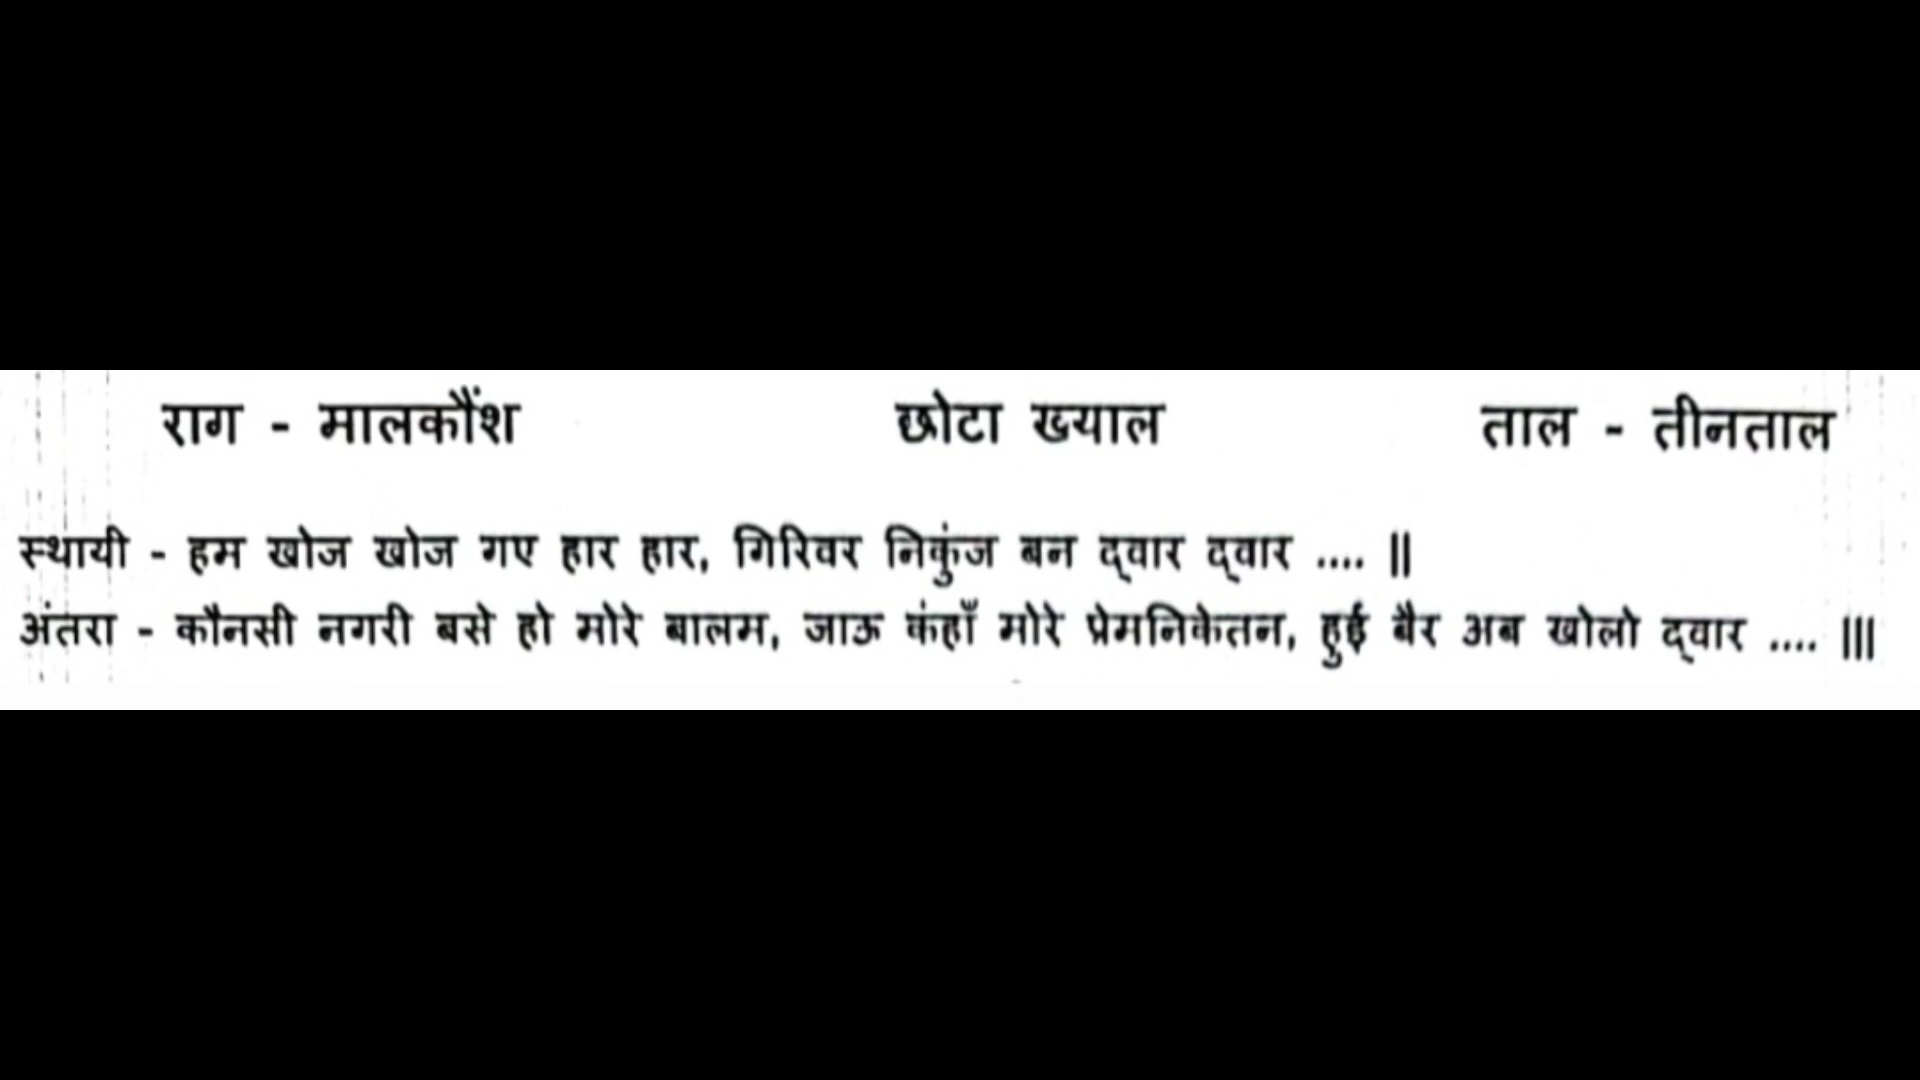 राग - मालकौंश छोटा ख्याल ताल - तीनताल
स्थायी - हम खोज खोज गए हार हार, गिरिवर निकुंज बन द्‌वार द्‌वार .... ||
अंतरा - कौनसी नगरी बसे हो मोरे बालम, जाऊ कंहाँ मोरे प्रेमनिकेतन, हुई बैर अब खोलो द्‌वार .... |||